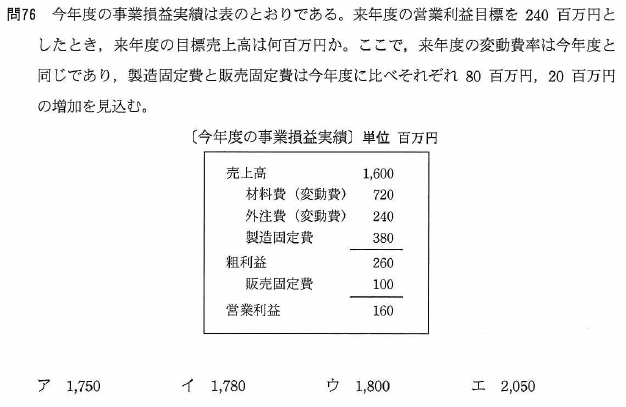 問76 今年度の事業損益実績は表のとおりである。来年度の営業利益目標を 240 百万円と
したとき，来年度の目標売上高は何百万円か。ここで，来年度の変動費率は今年度と
同じであり，製造固定費と販売固定費は今年度に比べそれぞれ 80 百万円，20 百万円
の増加を見込む。
〔今年度の事業損益実績〕単位 百万円
売上高 1,600
材料費（変動費） 720
外注費（変動費） 240
製造固定費 380
粗利益 260
販売固定費 100
営業利益 160
ア 1,750 イ 1,780 ウ 1,800 エ 2,050